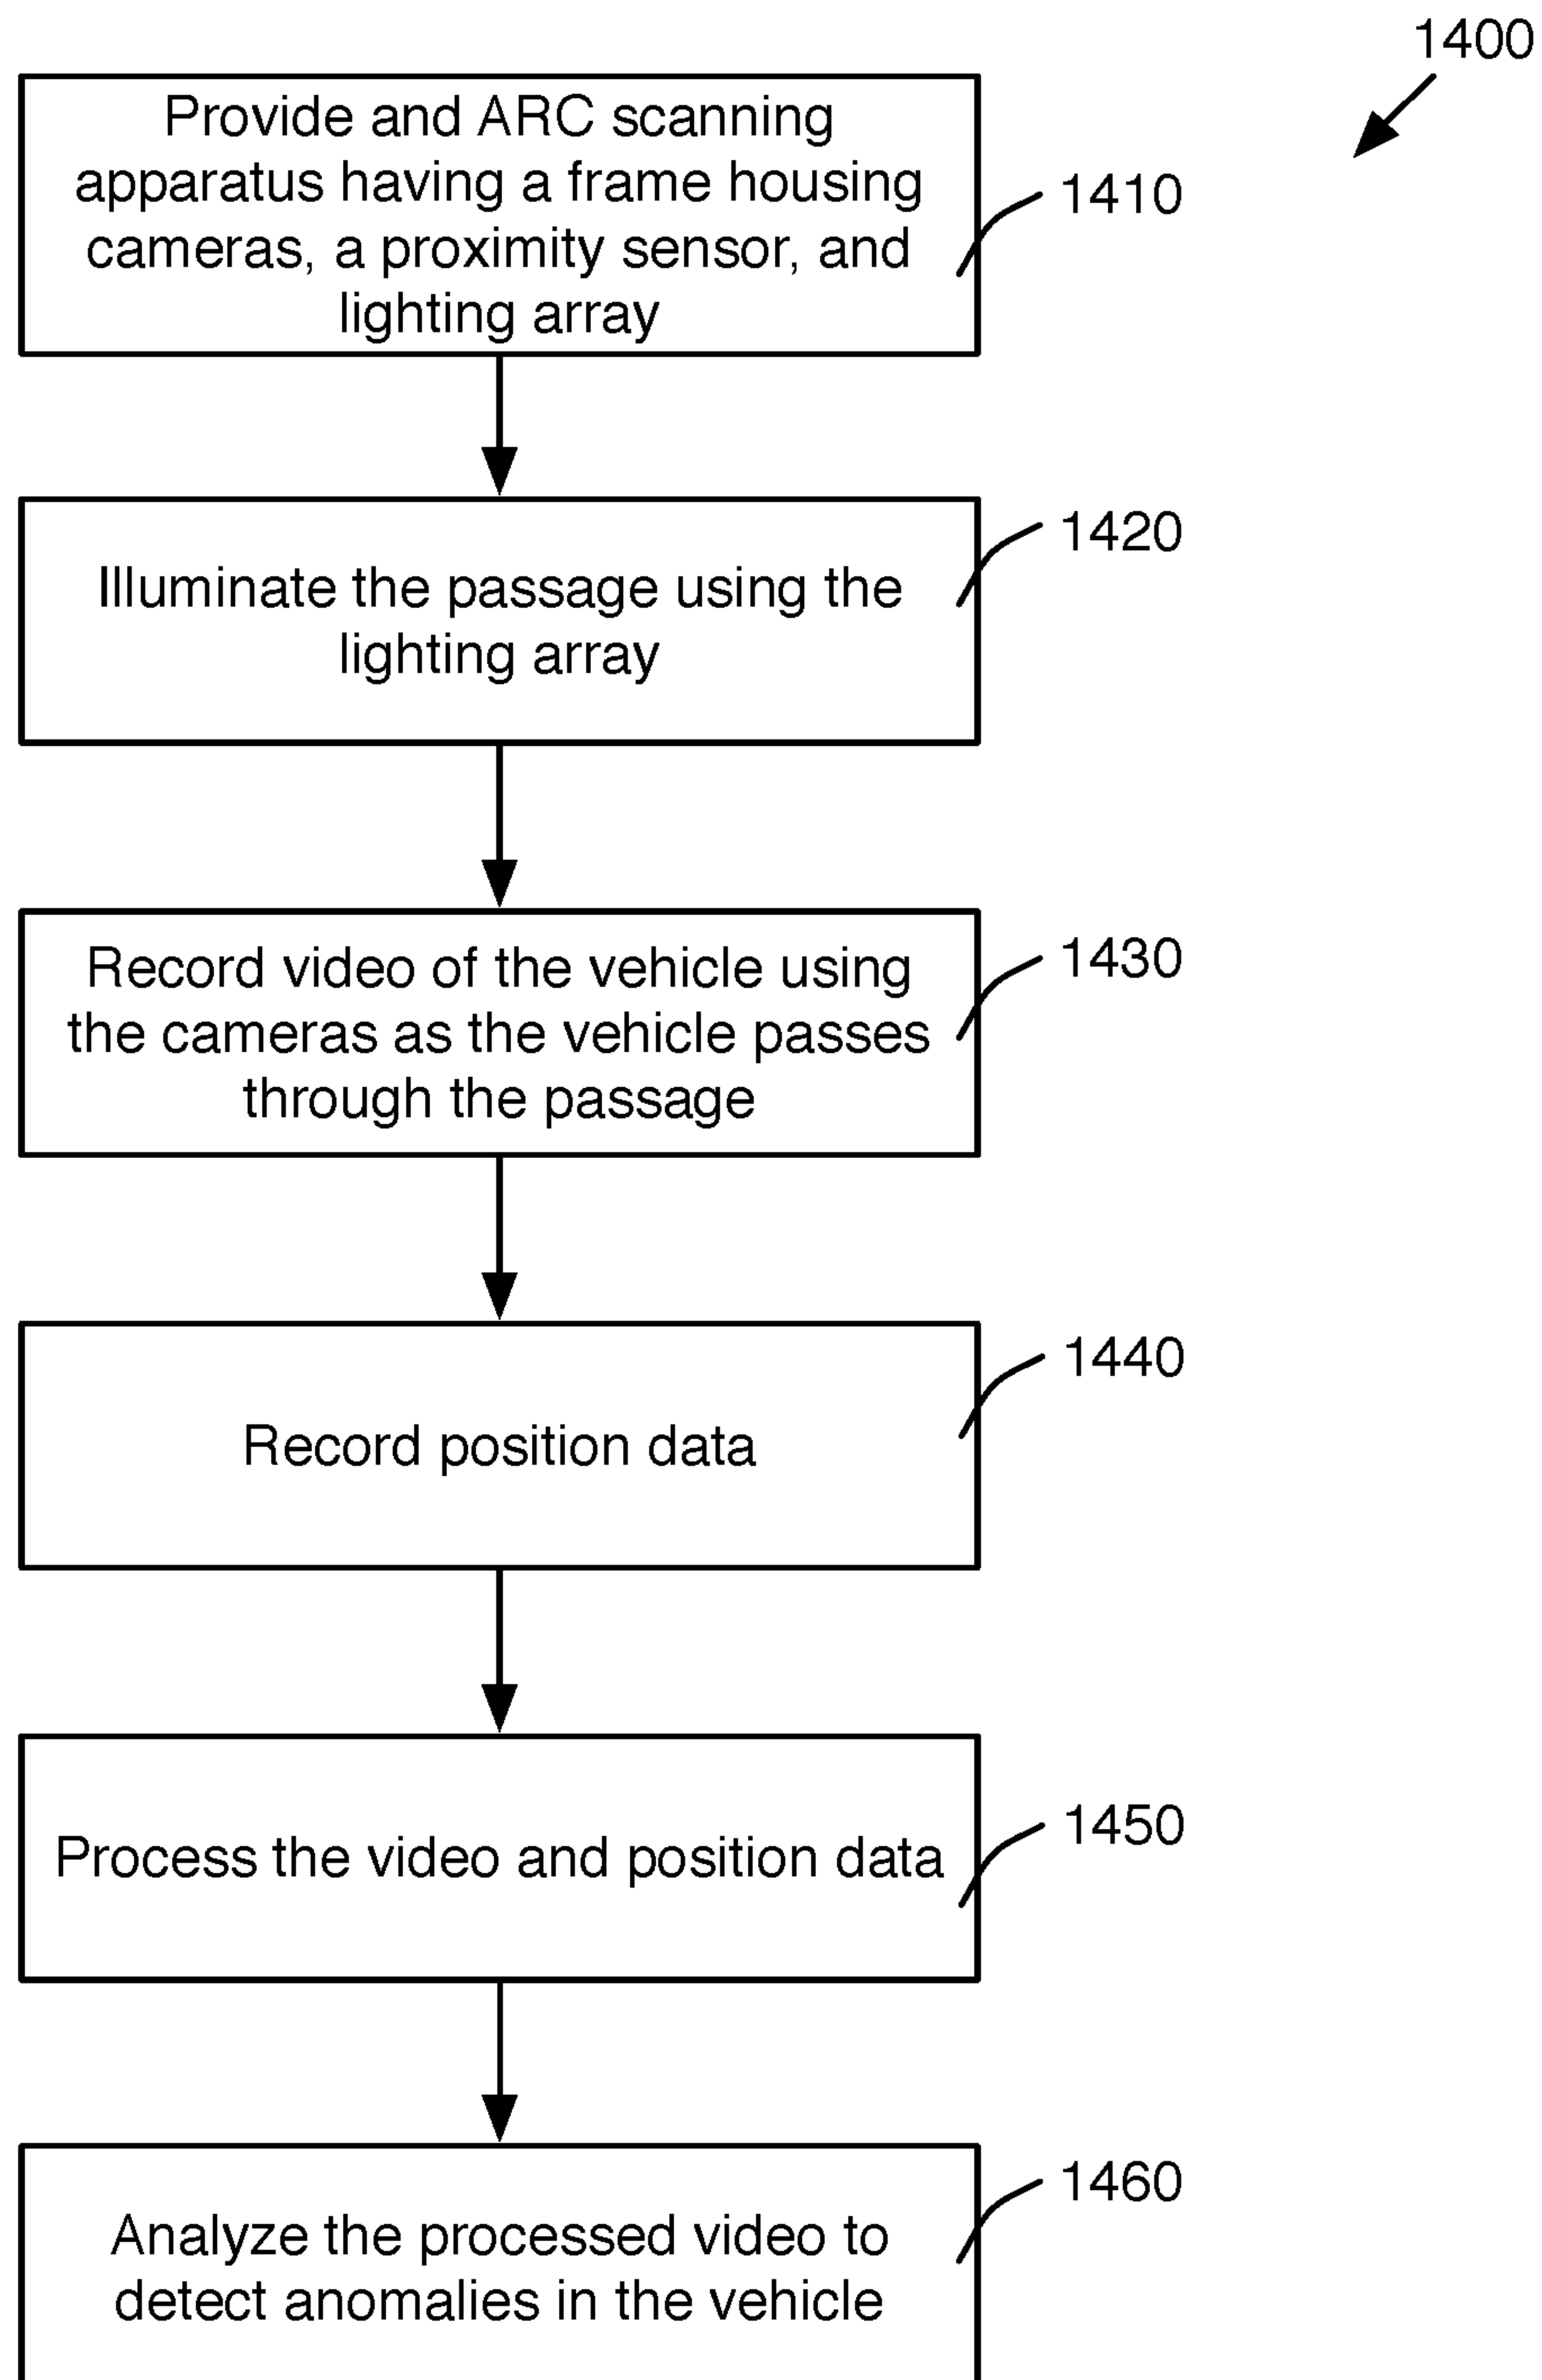 1400
Provide and ARC scanning
apparatus having a frame housing
cameras, a proximity sensor, and
lighting array
1410
Illuminate the passage using the
lighting array
1420
Record video of the vehicle using
the cameras as the vehicle passes
through the passage
1430
Record position data
1440
Process the video and position data
1450
Analyze the processed video to
detect anomalies in the vehicle
1460